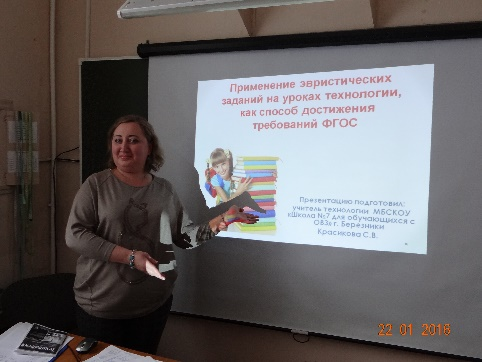 Применение эвристических
заданий на уроках технологии,
как способ достижения
требований ФГОС
Презентацию подготовил:
учитель технологии МБСКОУ
«Школа №7 для обучающихся с
ОВЗ» г. Березники
Красикова С.В.
22 01 2016